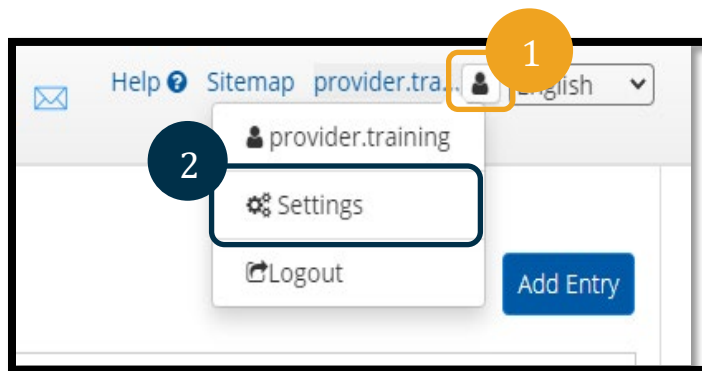 1
Help Sitemap provider.tra... English
provider.training
2
Settings
Logout
Add Entry